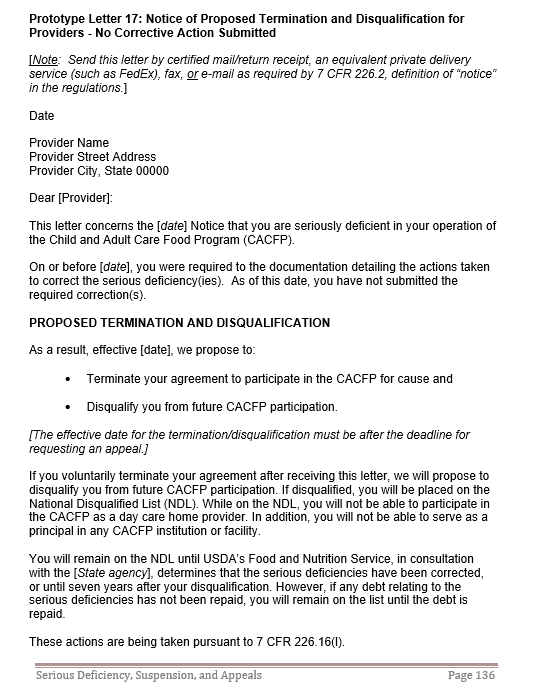 Prototype Letter 17: Notice of Proposed Termination and Disqualification for
Providers - No Corrective Action Submitted
[Note: Send this letter by certified mail/return receipt, an equivalent private delivery
service (such as FedEx), fax, or e-mail as required by 7 CFR 226.2, definition of “notice”
in the regulations.]
Date
Provider Name
Provider Street Address
Provider City, State 00000
Dear [Provider]:
This letter concerns the [date] Notice that you are seriously deficient in your operation of
the Child and Adult Care Food Program (CACFP).
On or before [date], you were required to the documentation detailing the actions taken
to correct the serious deficiency(ies). As of this date, you have not submitted the
required correction(s).
PROPOSED TERMINATION AND DISQUALIFICATION
As a result, effective [date], we propose to:
• Terminate your agreement to participate in the CACFP for cause and
• Disqualify you from future CACFP participation.
[The effective date for the termination/disqualification must be after the deadline for
requesting an appeal.]
If you voluntarily terminate your agreement after receiving this letter, we will propose to
disqualify you from future CACFP participation. If disqualified, you will be placed on the
National Disqualified List (NDL). While on the NDL, you will not be able to participate in
the CACFP as a day care home provider. In addition, you will not be able to serve as a
principal in any CACFP institution or facility.
You will remain on the NDL until USDA’s Food and Nutrition Service, in consultation
with the [State agency], determines that the serious deficiencies have been corrected,
or until seven years after your disqualification. However, if any debt relating to the
serious deficiencies has not been repaid, you will remain on the list until the debt is
repaid.
These actions are being taken pursuant to 7 CFR 226.16(l).
Serious Deficiency, Suspension, and Appeals Page 136